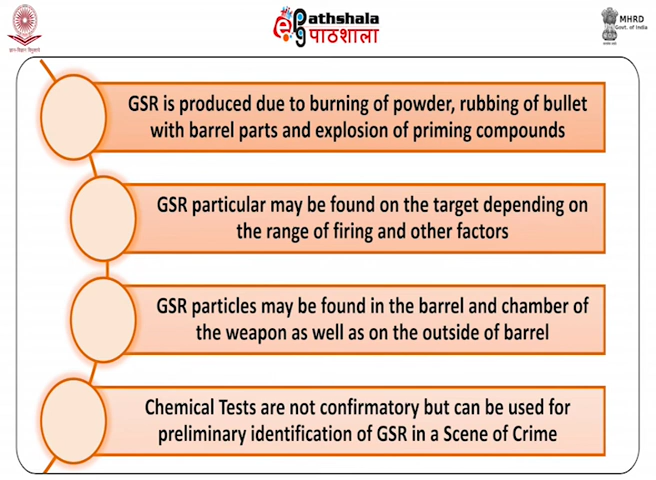 ज्ञान-विज्ञान विमुक्तये
ePG Pathshala
पाठशाला
MHRD
Govt. of India
GSR is produced due to burning of powder, rubbing of bullet
with barrel parts and explosion of priming compounds
GSR particular may be found on the target depending on
the range of firing and other factors
GSR particles may be found in the barrel and chamber of
the weapon as well as on the outside of barrel
Chemical Tests are not confirmatory but can be used for
preliminary identification of GSR in a Scene of Crime